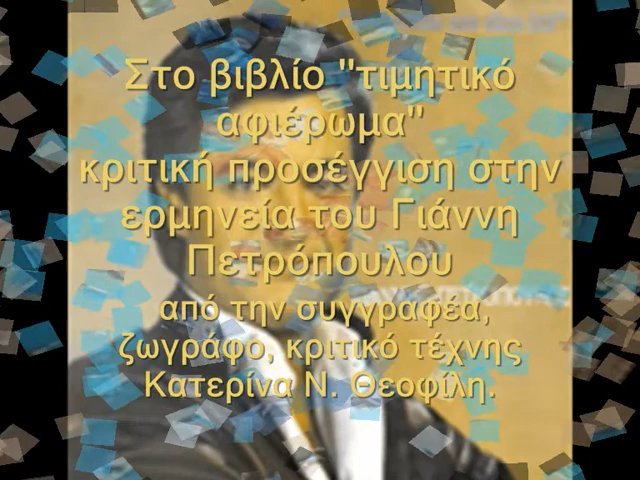 Στο βιβλίο "τιμητικό
αφιέρωμα"
κριτική προσέγγιση στην
ερμηνεία του Γιάννη
Πετρόπουλου
από την συγγραφέα,
ζωγράφο, κριτικό τέχνης
Κατερίνα Ν. Θεοφίλη.